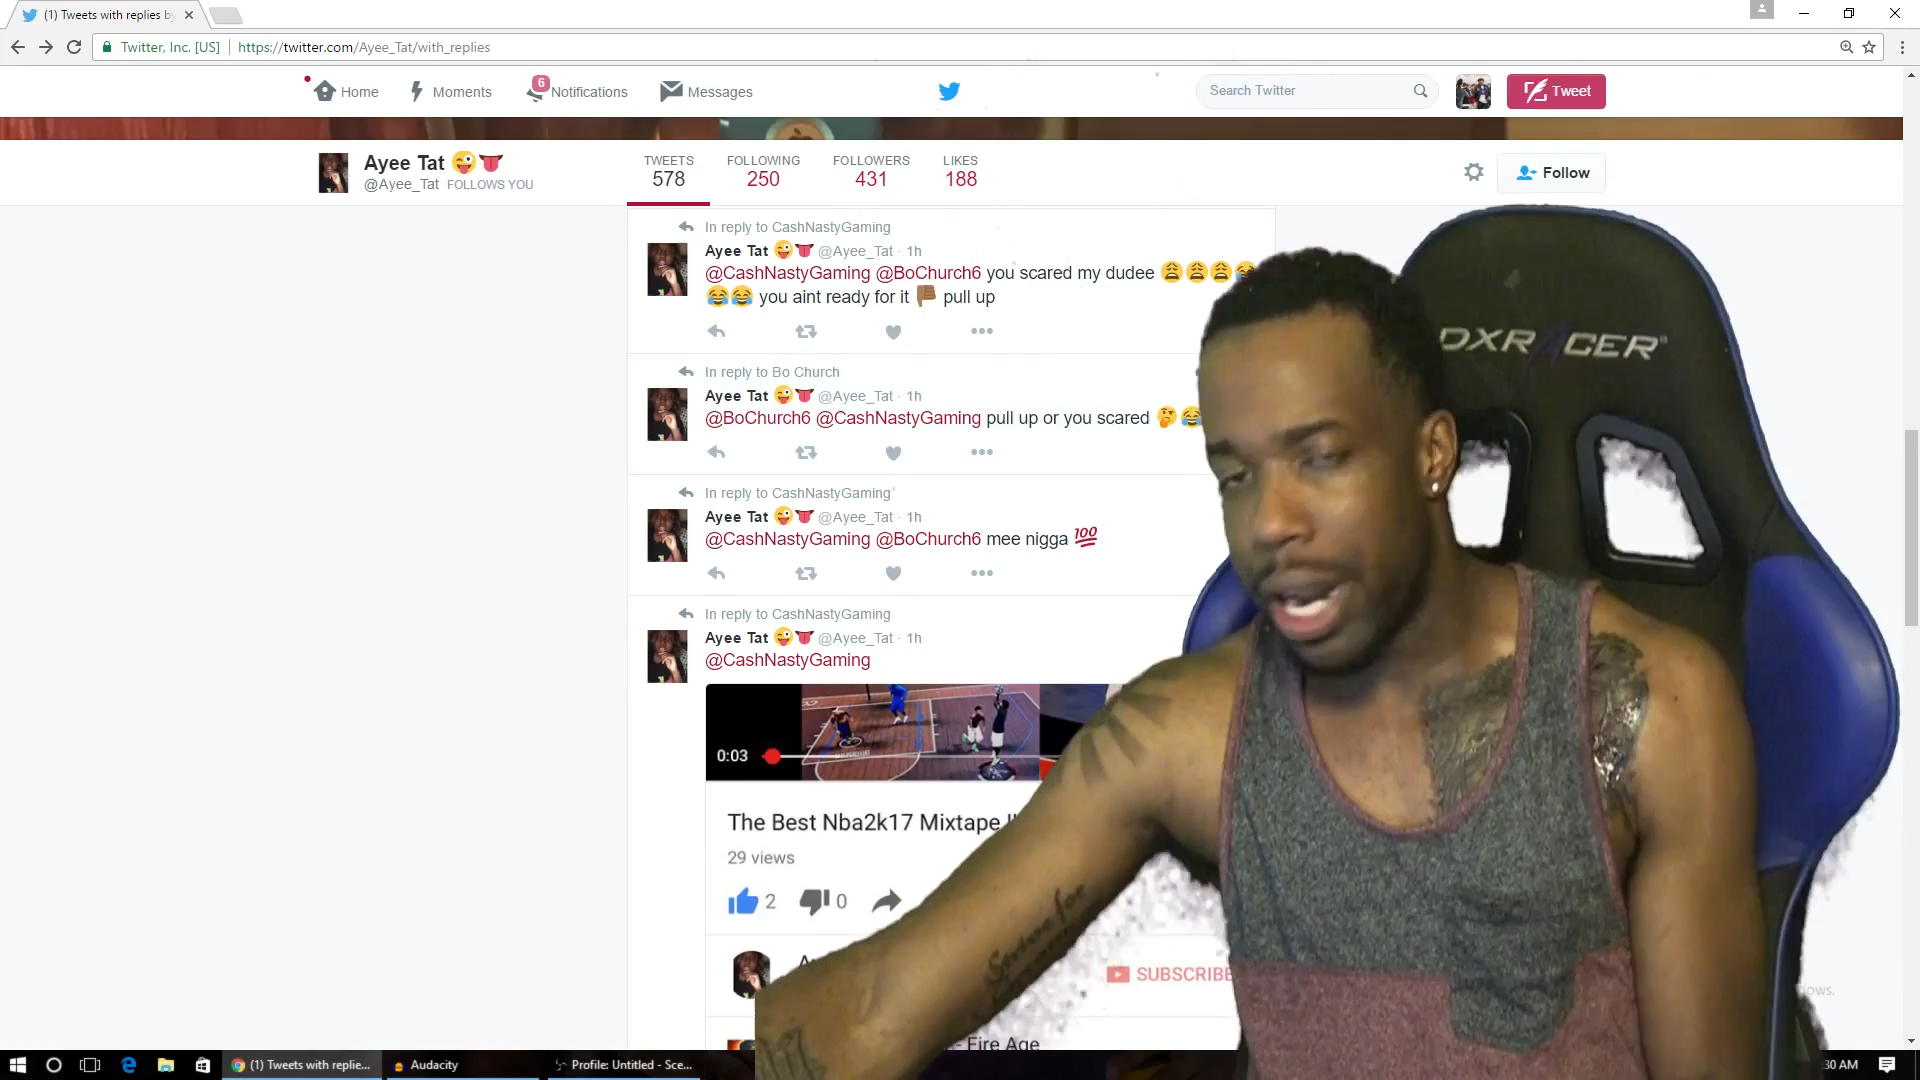 (1) Tweets with replies by
Twitter, Inc. [US] https://twitter.com/Ayee_Tat/with_replies
Home Moments 6 Notifications Messages Search Twitter Tweet
Ayee Tat 😜👅
@Ayee_Tat FOLLOWS YOU
TWEETS FOLLOWING FOLLOWERS LIKES
578 250 431 188
Follow
In reply to CashNastyGaming
Ayee Tat 😜👅 @Ayee_Tat · 1h
@CashNastyGaming @BoChurch6 you scared my dudee 😩😩😩😂
😂😂 you aint ready for it 👎🏾 pull up
In reply to Bo Church
Ayee Tat 😜👅 @Ayee_Tat · 1h
@BoChurch6 @CashNastyGaming pull up or you scared 🤔😂
In reply to CashNastyGaming
Ayee Tat 😜👅 @Ayee_Tat · 1h
@CashNastyGaming @BoChurch6 mee nigga 💯
In reply to CashNastyGaming
Ayee Tat 😜👅 @Ayee_Tat · 1h
@CashNastyGaming
0:03
The Best Nba2k17 Mixtape
29 views
2 0
SUBSCRIBE
- Fire Age
DXRACER
(1) Tweets with replie... Audacity Profile: Untitled - Sce...
:30 AM